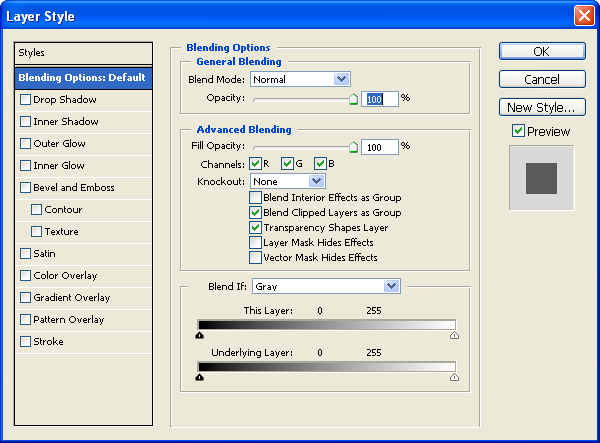 Layer Style
Styles
Blending Options: Default
Drop Shadow
Inner Shadow
Outer Glow
Inner Glow
Bevel and Emboss
Contour
Texture
Satin
Color Overlay
Gradient Overlay
Pattern Overlay
Stroke
Blending Options
General Blending
Blend Mode: Normal
Opacity: 100 %
Advanced Blending
Fill Opacity: 100 %
Channels: R G B
Knockout: None
Blend Interior Effects as Group
Blend Clipped Layers as Group
Transparency Shapes Layer
Layer Mask Hides Effects
Vector Mask Hides Effects
Blend If: Gray
This Layer: 0 255
Underlying Layer: 0 255
OK
Cancel
New Style...
Preview